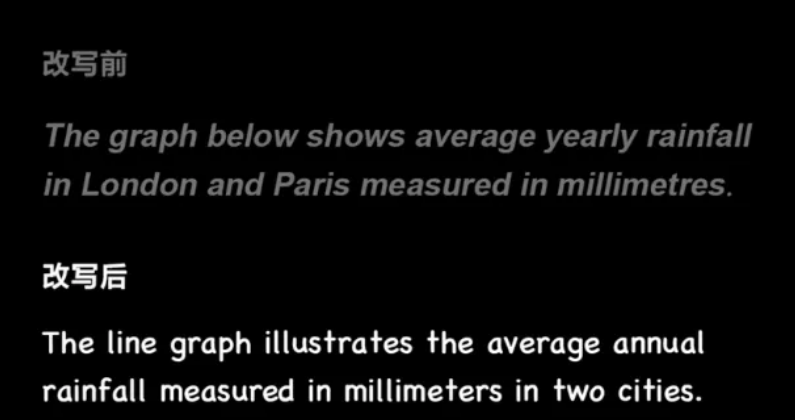 改写前
The graph below shows average yearly rainfall
in London and Paris measured in millimetres.
改写后
The line graph illustrates the average annual
rainfall measured in millimeters in two cities.